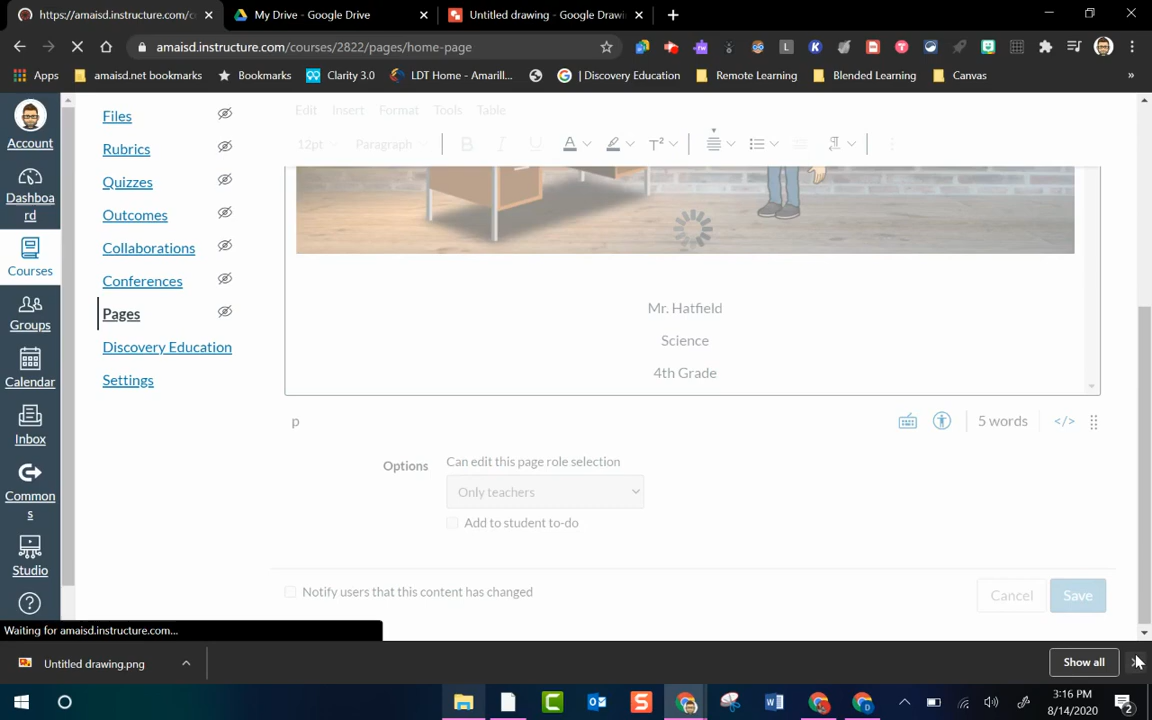 https://amaisd.instructure.com/c
My Drive - Google Drive
Untitled drawing - Google Drawi
amaisd.instructure.com/courses/2822/pages/home-page
Apps
amaisd.net bookmarks
Bookmarks
Clarity 3.0
LDT Home - Amarill...
| Discovery Education
Remote Learning
Blended Learning
Canvas
»
Account
Dashboa
rd
Courses
Groups
Calendar
Inbox
Common
s
Studio
Files
Rubrics
Quizzes
Outcomes
Collaborations
Conferences
Pages
Discovery Education
Settings
Edit Insert Format Tools Table
12pt Paragraph B I U A T²
Mr. Hatfield
Science
4th Grade
p
5 words
</>
Options
Can edit this page role selection
Only teachers
Add to student to-do
Notify users that this content has changed
Cancel
Save
Waiting for amaisd.instructure.com...
Untitled drawing.png
Show all
3:16 PM
8/14/2020
2